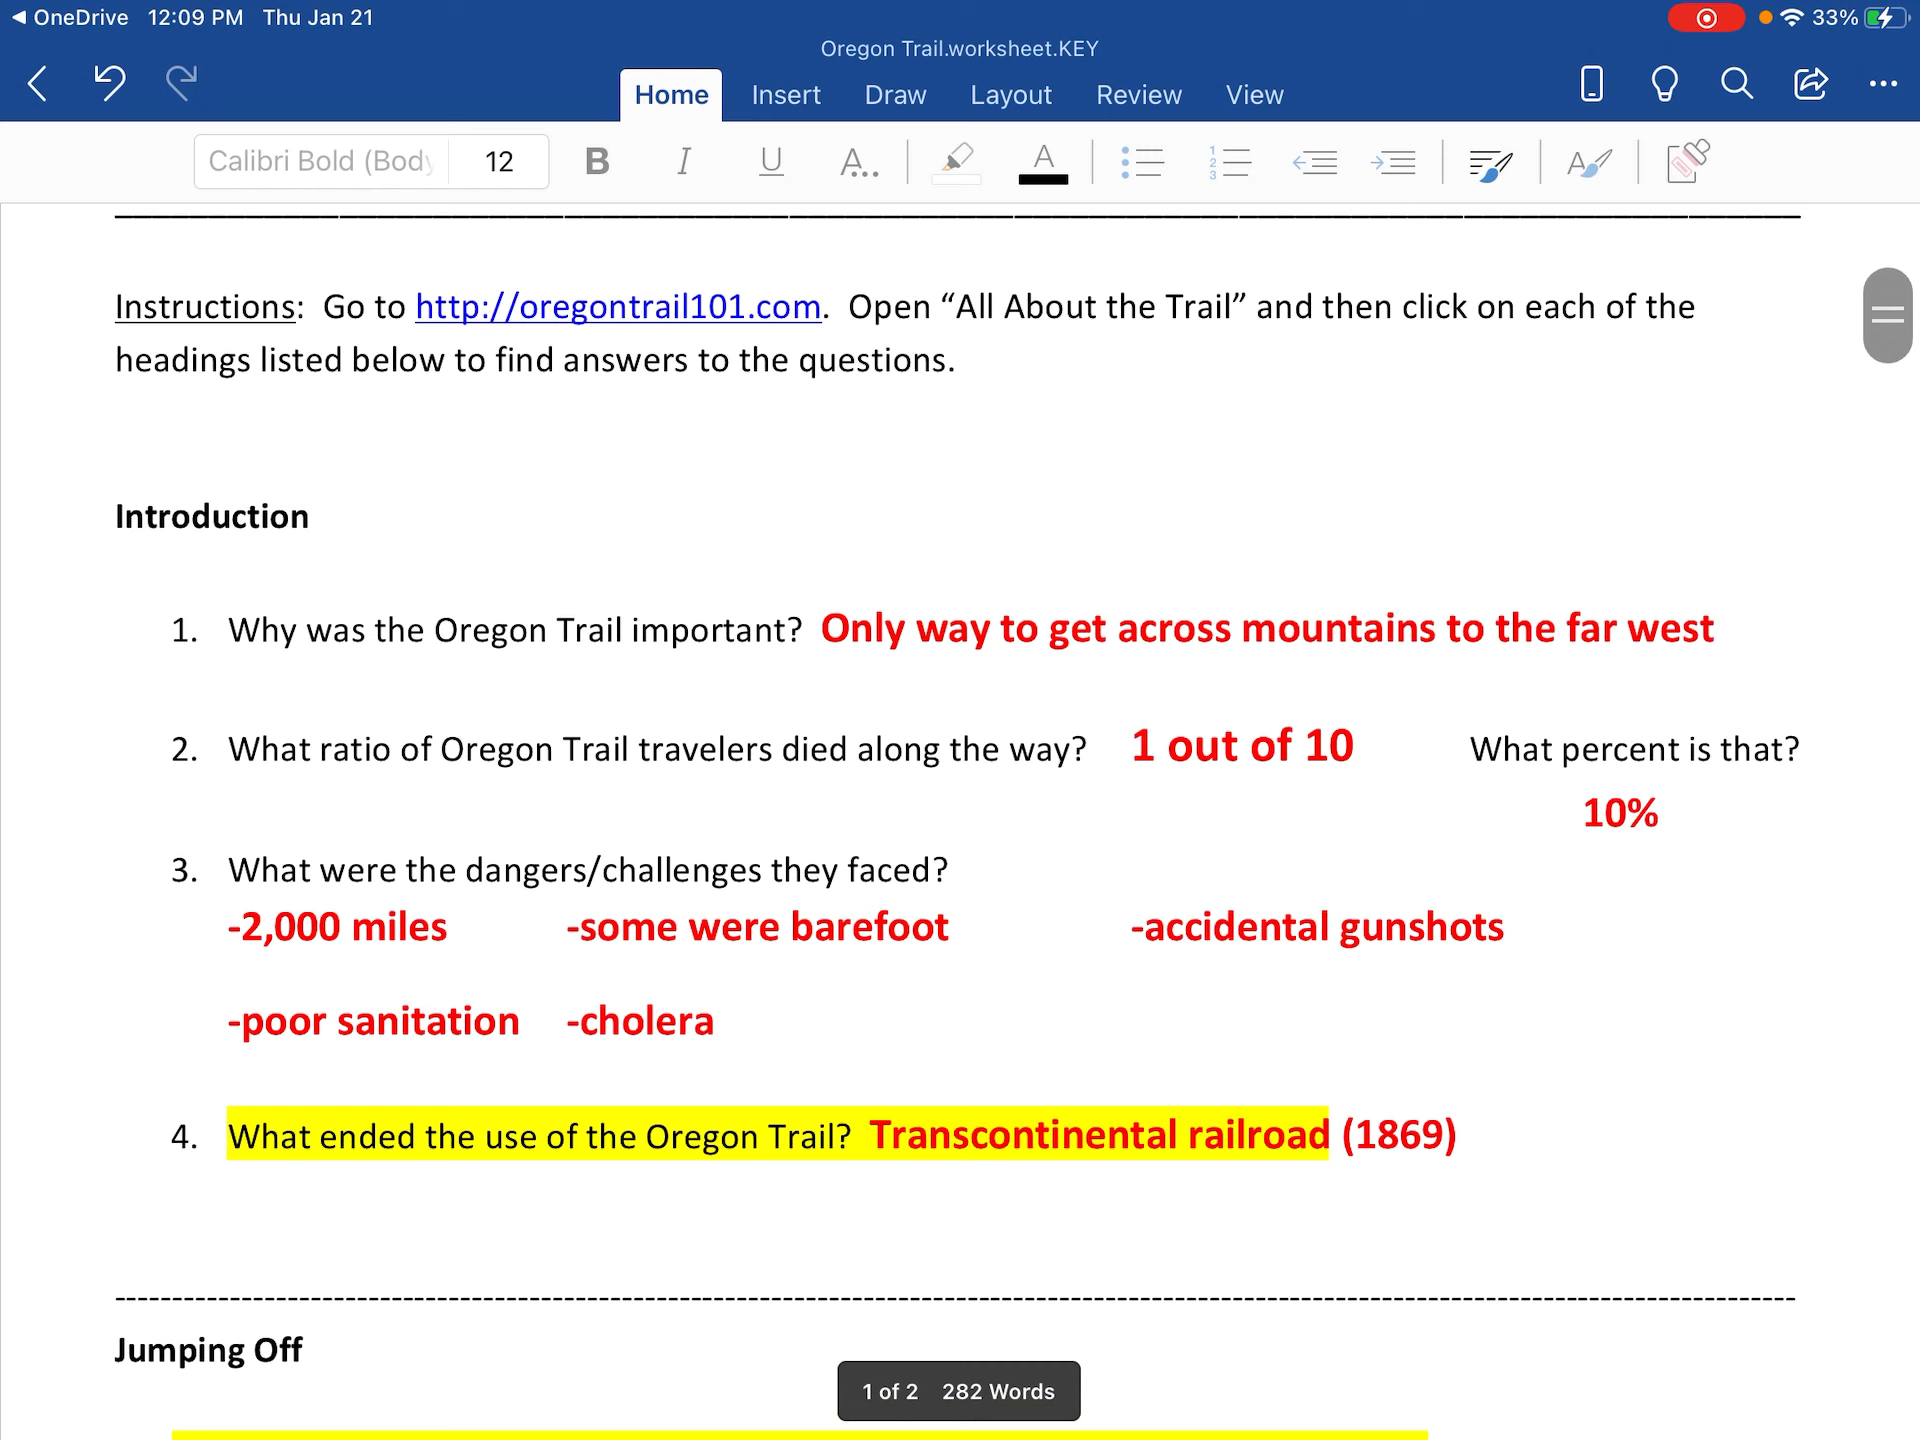 OneDrive 12:09 PM Thu Jan 21 33%
Oregon Trail.worksheet.KEY
Home Insert Draw Layout Review View
Calibri Bold (Body 12 B I U A... A
Instructions: Go to http://oregontrail101.com. Open “All About the Trail” and then click on each of the
headings listed below to find answers to the questions.
Introduction
1. Why was the Oregon Trail important? Only way to get across mountains to the far west
2. What ratio of Oregon Trail travelers died along the way? 1 out of 10 What percent is that?
10%
3. What were the dangers/challenges they faced?
-2,000 miles -some were barefoot -accidental gunshots
-poor sanitation -cholera
4. What ended the use of the Oregon Trail? Transcontinental railroad (1869)
Jumping Off
1 of 2 282 Words